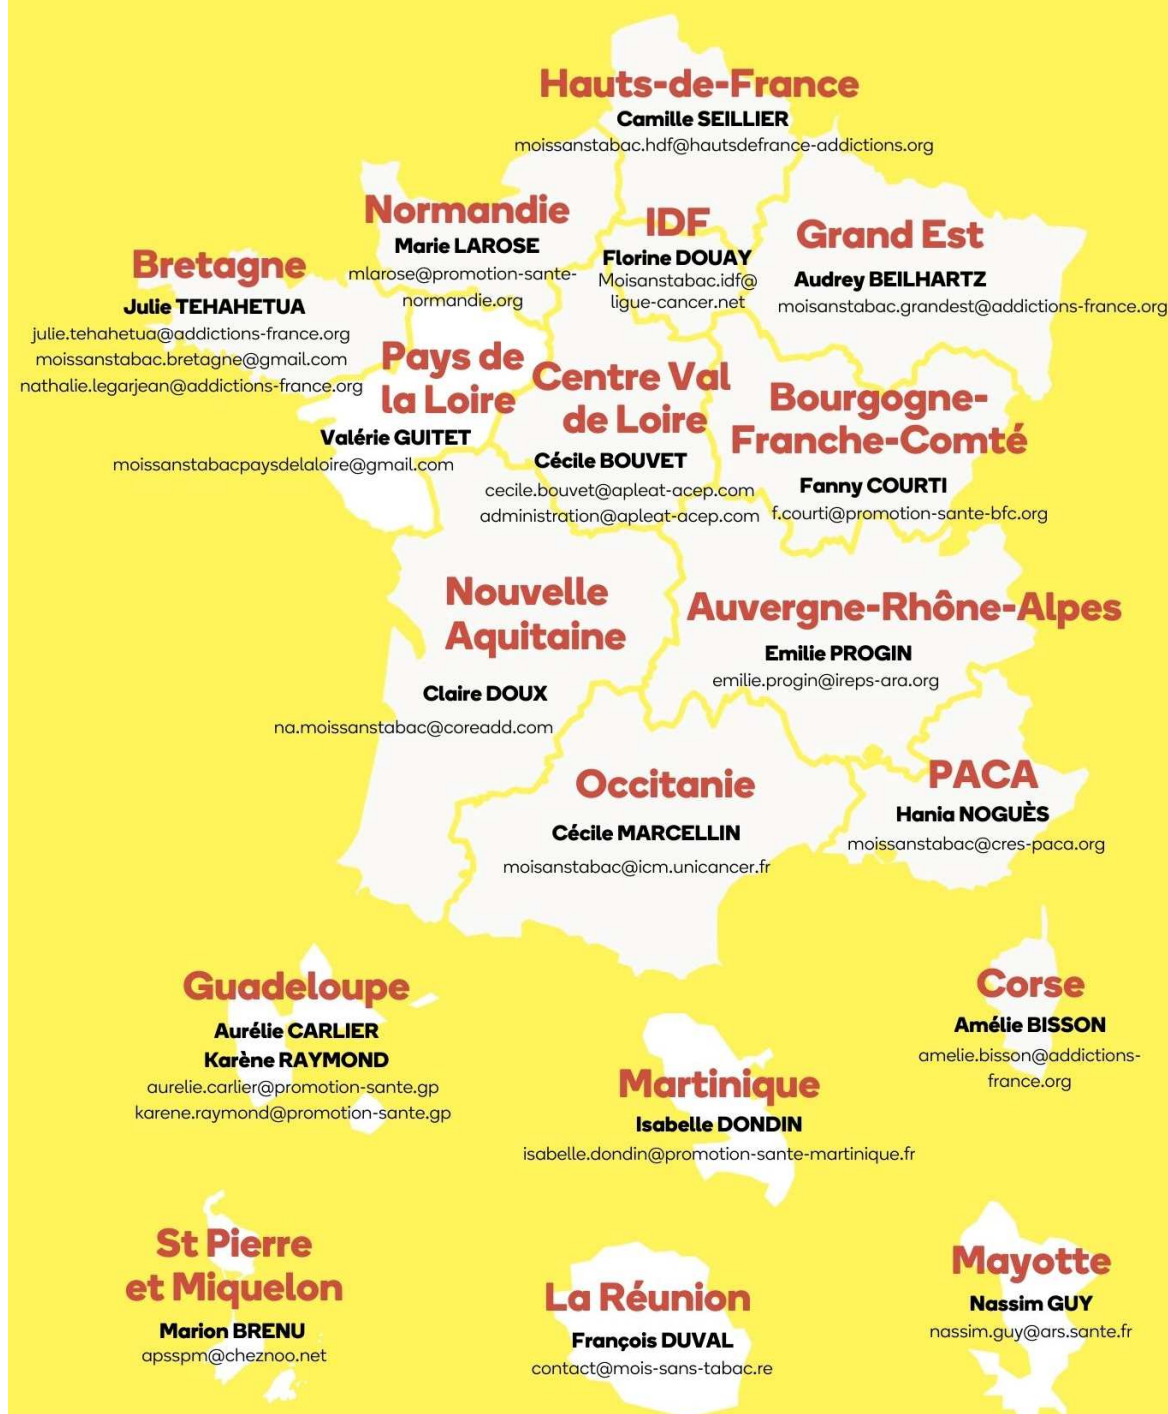 Hauts-de-France
Camille SEILLIER
moissanstabac.hdf@hautsdefrance-addictions.org
Normandie
Marie LAROSE
mlarose@promotion-sante-
normandie.org
IDF
Florine DOUAY
Moisanstabac.idf@
ligue-cancer.net
Grand Est
Audrey BEILHARTZ
moisanstabac.grandest@addictions-france.org
Bretagne
Julie TEHAHETUA
julie.tehahetua@addictions-france.org
moissanstabac.bretagne@gmail.com
nathalie.legarjean@addictions-france.org
Pays de
la Loire
Valérie GUITET
moissanstabacpaysdelaloire@gmail.com
Centre Val
de Loire
Cécile BOUVET
cecile.bouvet@apleat-acep.com
administration@apleat-acep.com
Bourgogne-
Franche-Comté
Fanny COURTI
f.courti@promotion-sante-bfc.org
Nouvelle
Aquitaine
Claire DOUX
na.moissanstabac@coreadd.com
Auvergne-Rhône-Alpes
Emilie PROGIN
emilie.progin@ireps-ara.org
Occitanie
Cécile MARCELLIN
moisanstabac@icm.unicancer.fr
PACA
Hania NOGUÈS
moissanstabac@cres-paca.org
Guadeloupe
Aurélie CARLIER
Karène RAYMOND
aurelie.carlier@promotion-sante.gp
karene.raymond@promotion-sante.gp
Martinique
Isabelle DONDIN
isabelle.dondin@promotion-sante-martinique.fr
Corse
Amélie BISSON
amelie.bisson@addictions-
france.org
St Pierre
et Miquelon
Marion BRENU
apsspm@cheznoo.net
La Réunion
François DUVAL
contact@mois-sans-tabac.re
Mayotte
Nassim GUY
nassim.guy@ars.sante.fr